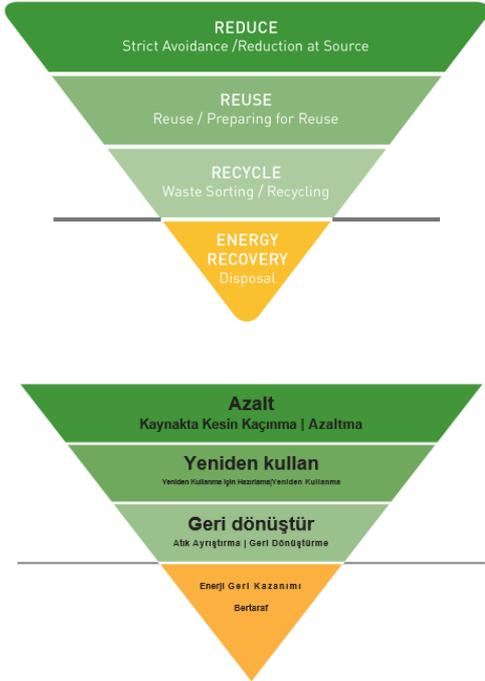 REDUCE
Strict Avoidance /Reduction at Source
REUSE
Reuse / Preparing for Reuse
RECYCLE
Waste Sorting / Recycling
ENERGY
RECOVERY
Disposal
Azalt
Kaynakta Kesin Kaçınma | Azaltma
Yeniden kullan
Yeniden Kullanma İçin Hazırlama|Yeniden Kullanma
Geri dönüştür
Atık Ayrıştırma | Geri Dönüştürme
Enerji Geri Kazanımı
Bertaraf